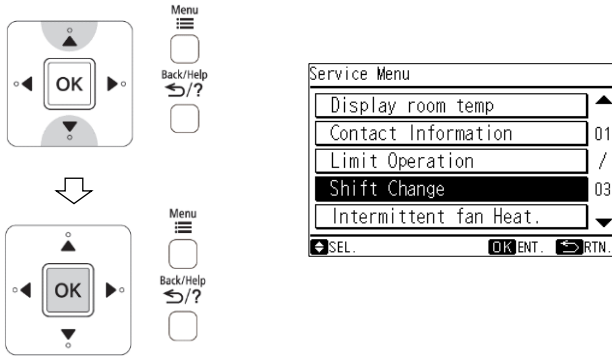 Menu
OK
Back/Help
/?
Menu
OK
Back/Help
/?
Service Menu
Display room temp
Contact Information
Limit Operation
Shift Change
Intermittent fan Heat.
01
/
03
SEL.
OK ENT.
RTN.